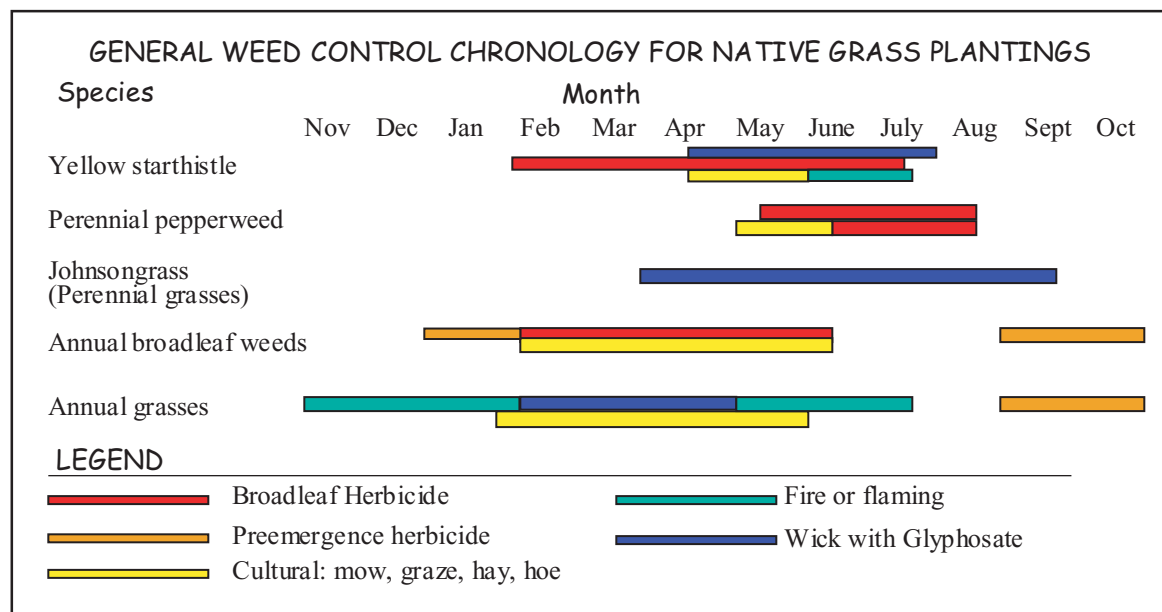 GENERAL WEED CONTROL CHRONOLOGY FOR NATIVE GRASS PLANTINGS
Species Month
Nov Dec Jan Feb Mar Apr May June July Aug Sept Oct
Yellow starthistle
Perennial pepperweed
Johnsongrass
(Perennial grasses)
Annual broadleaf weeds
Annual grasses
LEGEND
Broadleaf Herbicide Fire or flaming
Preemergence herbicide Wick with Glyphosate
Cultural: mow, graze, hay, hoe